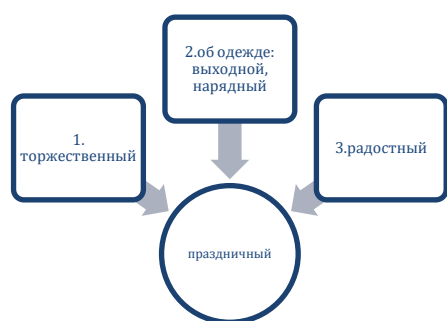 1.
торжественный
2.об одежде:
выходной,
нарядный
3.радостный
праздничный